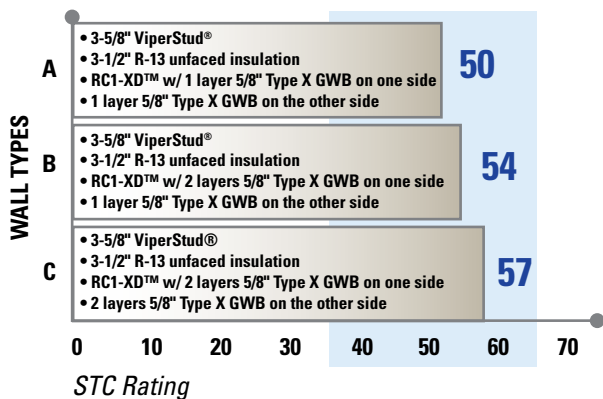 WALL TYPES
A
• 3-5/8" ViperStud®
• 3-1/2" R-13 unfaced insulation
• RC1-XD™ w/ 1 layer 5/8" Type X GWB on one side
• 1 layer 5/8" Type X GWB on the other side
50
B
• 3-5/8" ViperStud®
• 3-1/2" R-13 unfaced insulation
• RC1-XD™ w/ 2 layers 5/8" Type X GWB on one side
• 1 layer 5/8" Type X GWB on the other side
54
C
• 3-5/8" ViperStud®
• 3-1/2" R-13 unfaced insulation
• RC1-XD™ w/ 2 layers 5/8" Type X GWB on one side
• 2 layers 5/8" Type X GWB on the other side
57
0 10 20 30 40 50 60 70
STC Rating